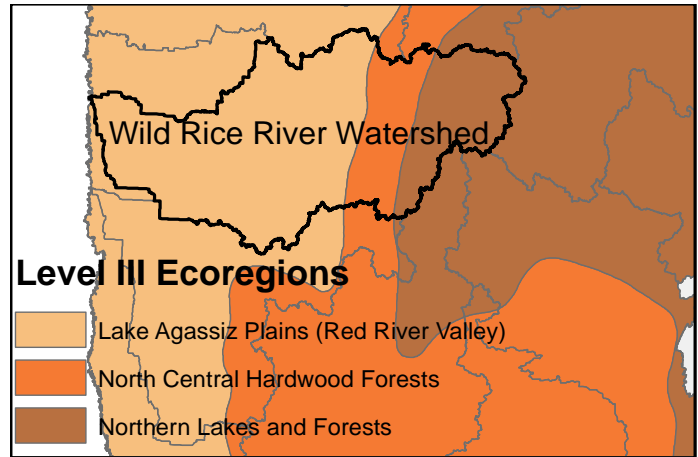 Wild Rice River Watershed
Level III Ecoregions
Lake Agassiz Plains (Red River Valley)
North Central Hardwood Forests
Northern Lakes and Forests